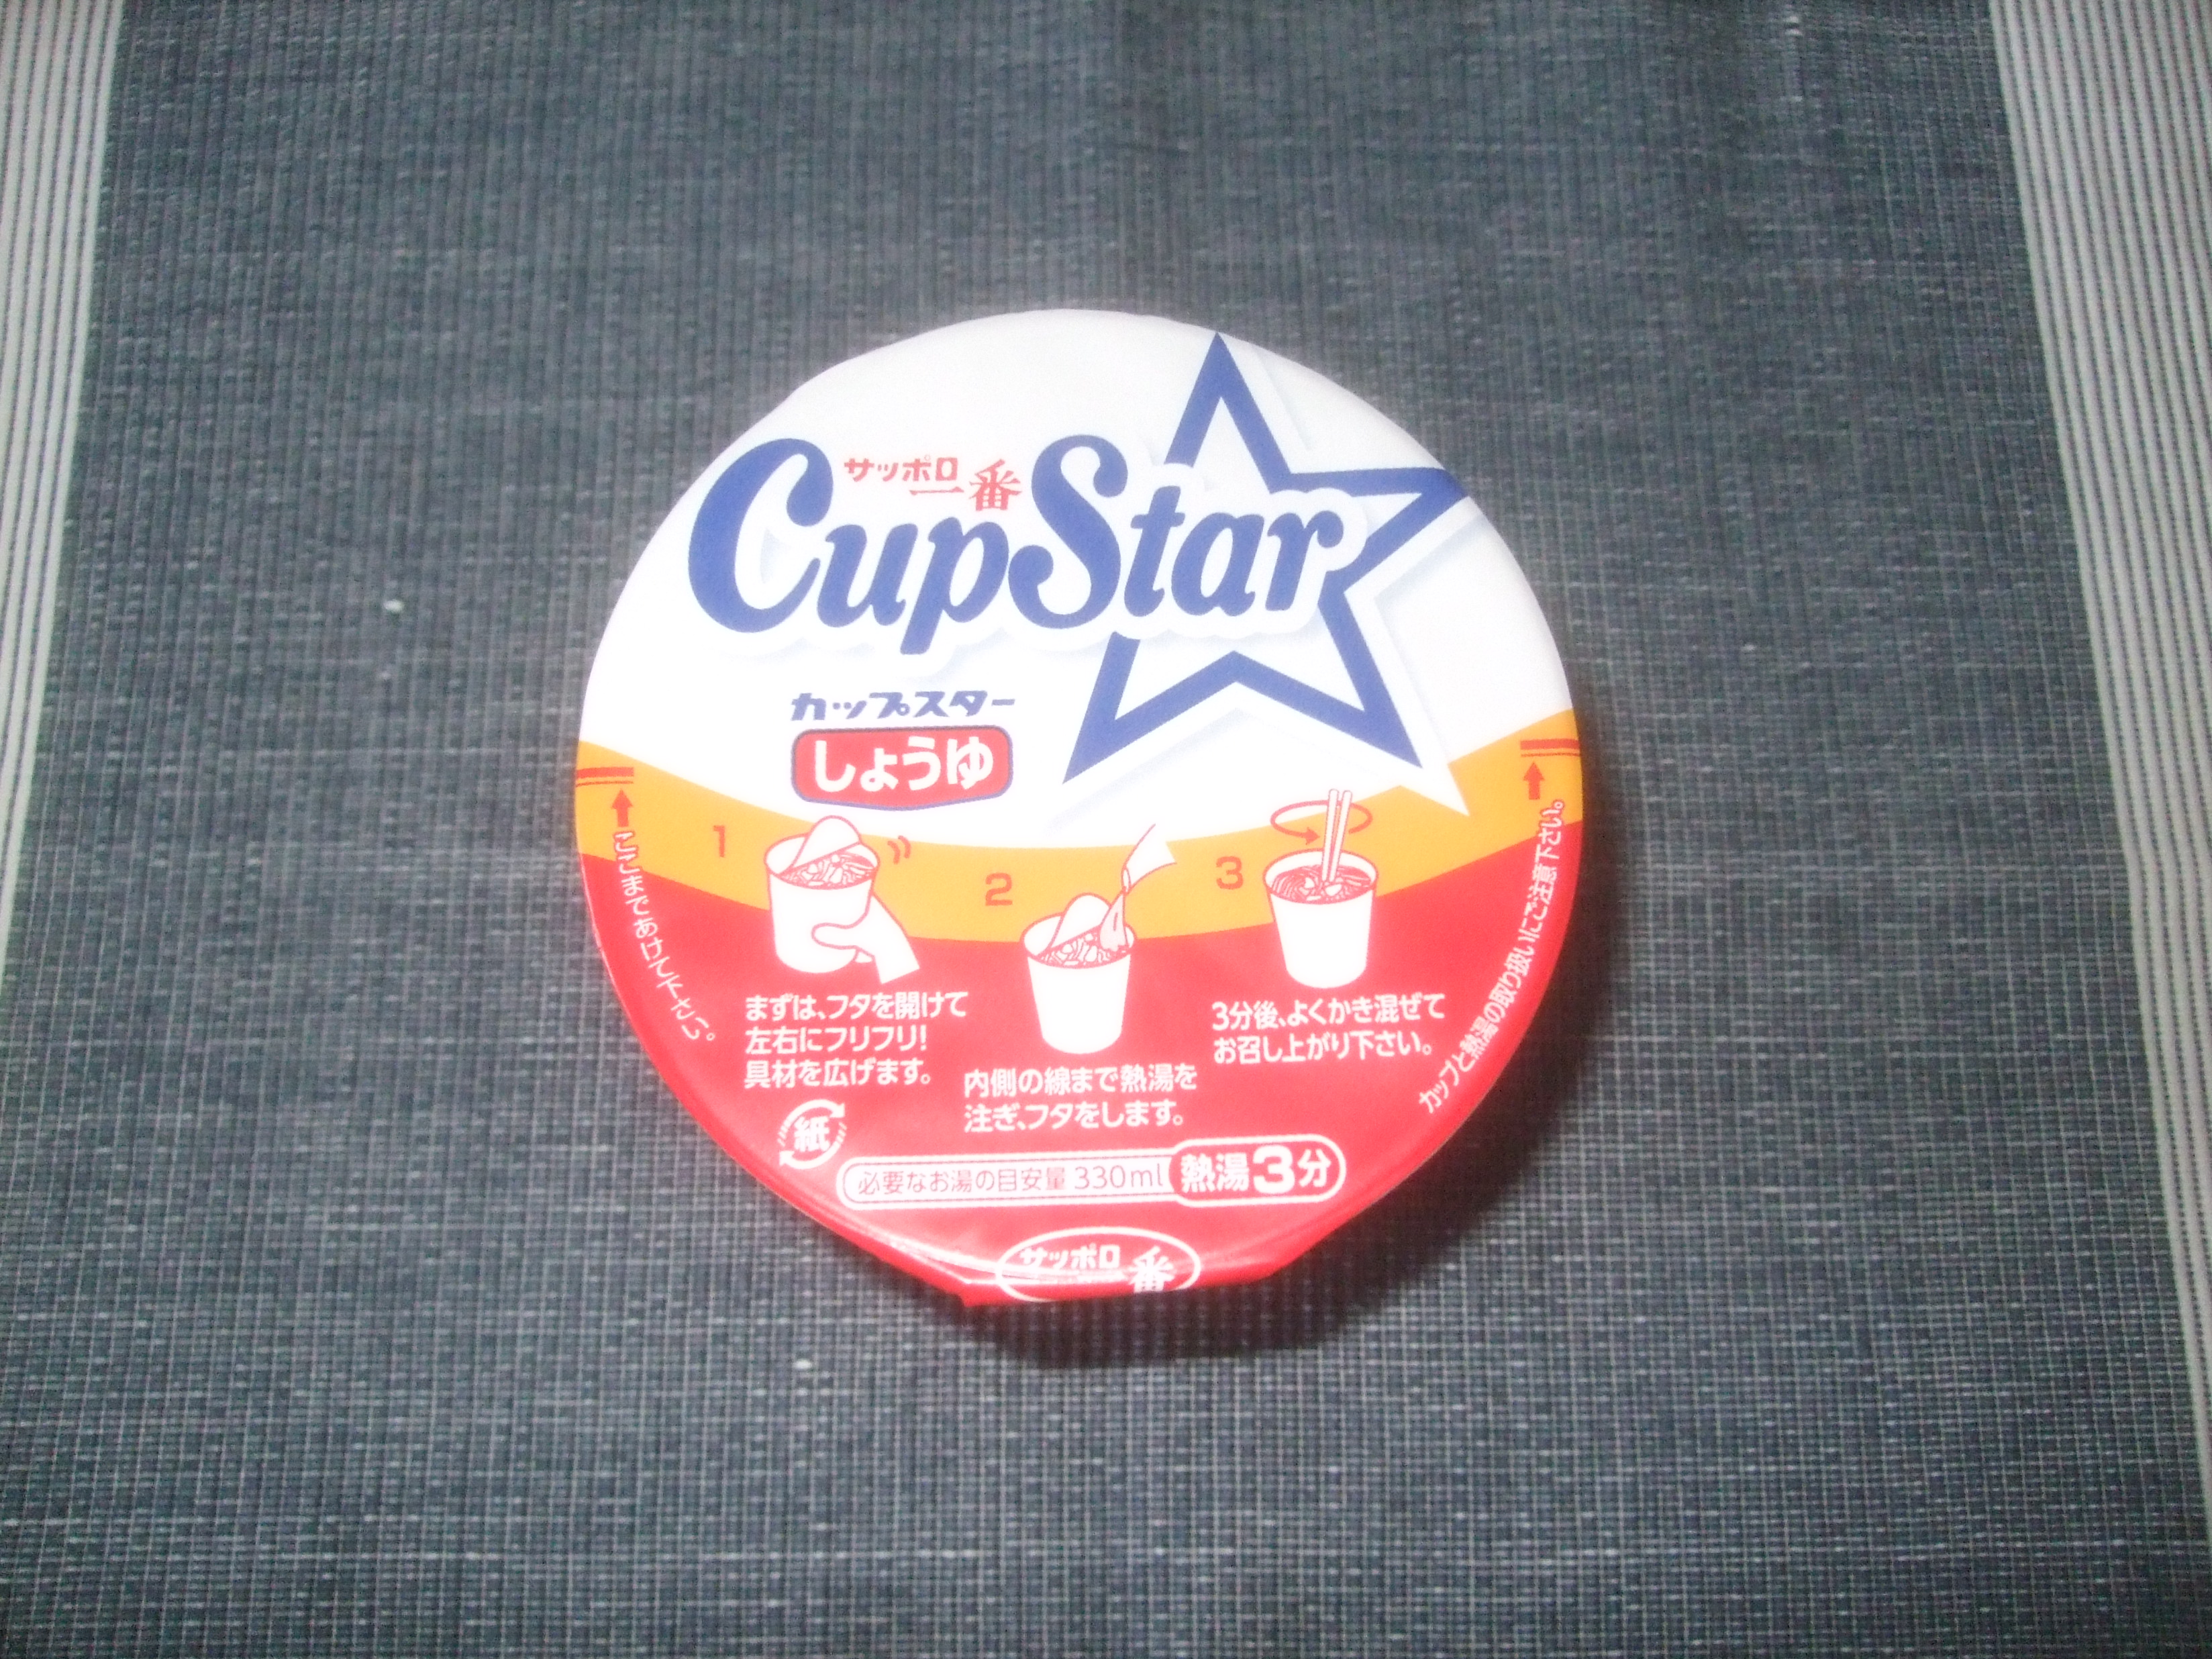 サッポロ一番
CupStar
カップスター
しょうゆ
ここまであけて下さい。
1
まずは、フタを開けて
左右にフリフリ!
具材を広げます。
2
内側の線まで熱湯を
注ぎ、フタをします。
3
3分後、よくかき混ぜて
お召し上がり下さい。
カップと熱湯の取り扱いにご注意下さい。
紙
必要なお湯の目安量 330ml 熱湯3分
サッポロ一番